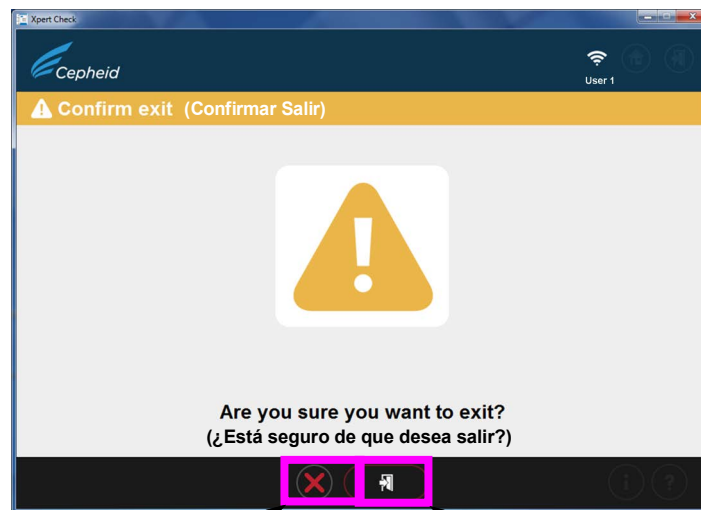 Xpert Check
Cepheid
User 1
Confirm exit (Confirmar Salir)
Are you sure you want to exit?
(¿Está seguro de que desea salir?)